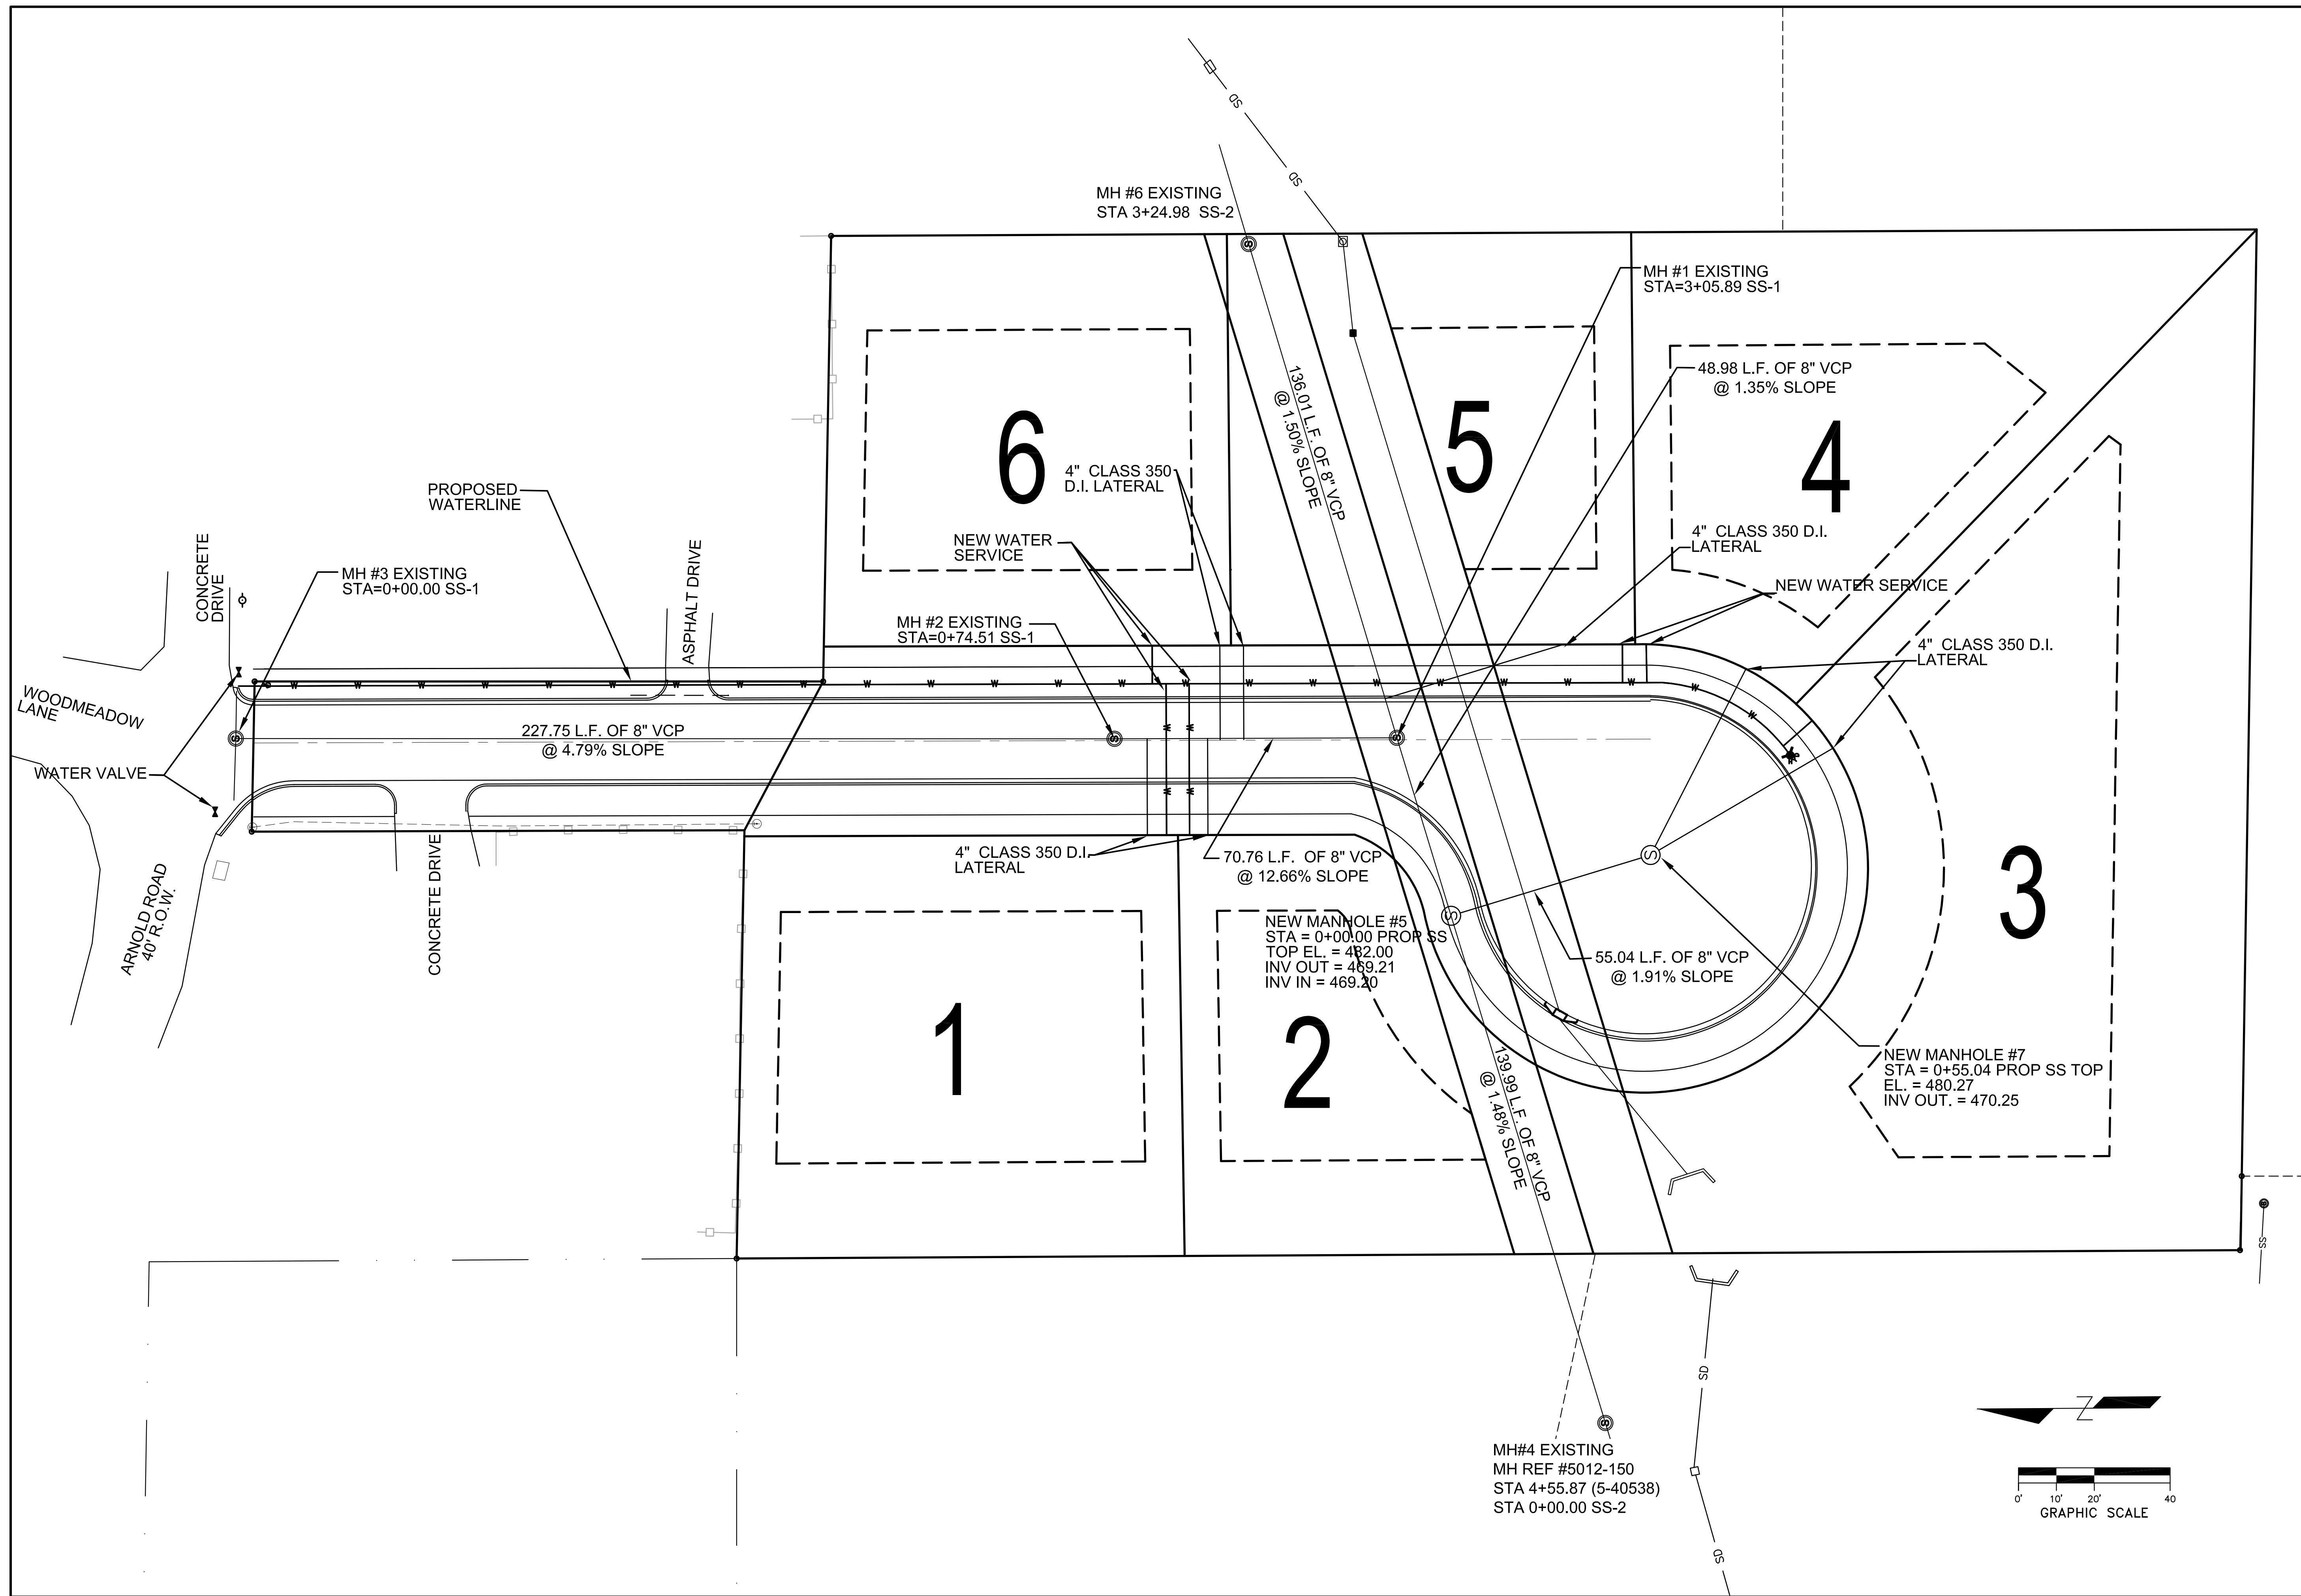 SD
SD
MH #6 EXISTING
STA 3+24.98 SS-2
S
MH #1 EXISTING
STA=3+05.89 SS-1
48.98 L.F. OF 8" VCP
@ 1.35% SLOPE
136.01 L.F. OF 8" VCP
@ 1.50% SLOPE
6
5
4
4" CLASS 350
D.I. LATERAL
PROPOSED
WATERLINE
NEW WATER
SERVICE
4" CLASS 350 D.I.
LATERAL
CONCRETE
DRIVE
ASPHALT DRIVE
MH #3 EXISTING
STA=0+00.00 SS-1
NEW WATER SERVICE
MH #2 EXISTING
STA=0+74.51 SS-1
4" CLASS 350 D.I.
LATERAL
W W W W W W W W W W W W W W W W W W W W W W W W
WOODMEADOW
LANE
227.75 L.F. OF 8" VCP
@ 4.79% SLOPE
S
S
S
W W
W W
WATER VALVE
4" CLASS 350 D.I.
LATERAL
70.76 L.F. OF 8" VCP
@ 12.66% SLOPE
S
ARNOLD ROAD
40' R.O.W.
CONCRETE DRIVE
3
NEW MANHOLE #5
STA = 0+00.00 PROP SS
TOP EL. = 482.00
INV OUT = 469.21
INV IN = 469.20
S
55.04 L.F. OF 8" VCP
@ 1.91% SLOPE
1
2
139.99 L.F. OF 8" VCP
@ 1.48% SLOPE
NEW MANHOLE #7
STA = 0+55.04 PROP SS TOP
EL. = 480.27
INV OUT. = 470.25
S
SS
SD
S
MH#4 EXISTING
MH REF #5012-150
STA 4+55.87 (5-40538)
STA 0+00.00 SS-2
SD
Z
0' 10' 20' 40
GRAPHIC SCALE